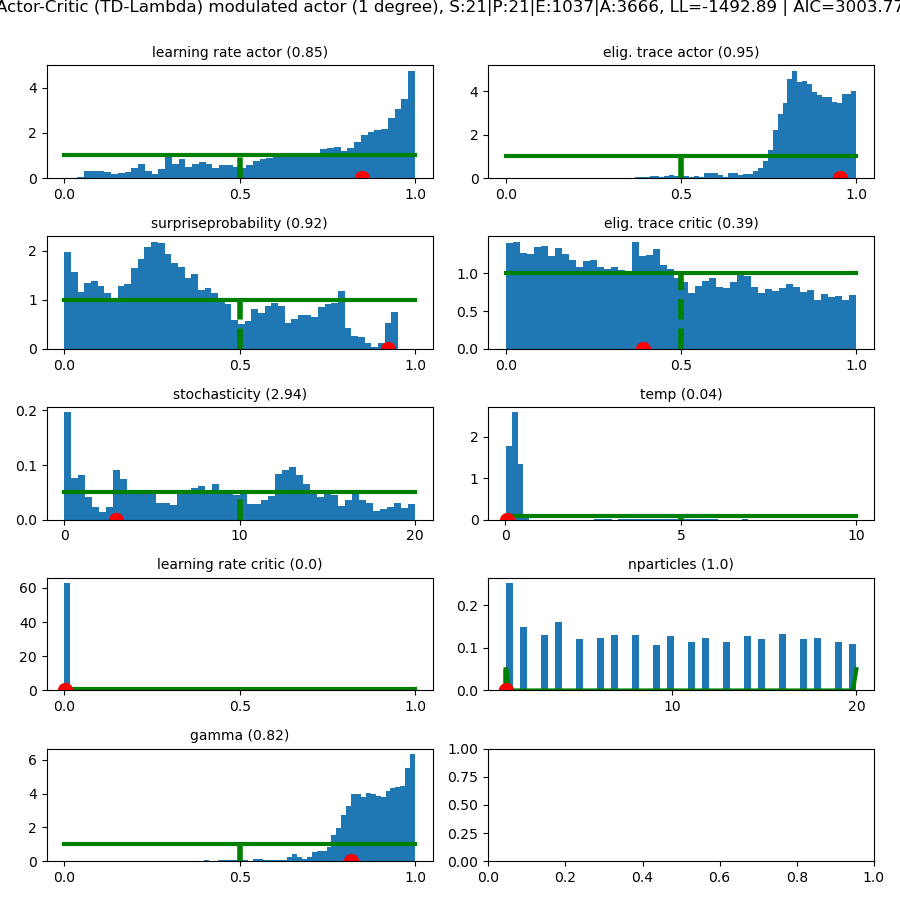 Actor-Critic (TD-Lambda) modulated actor (1 degree), S:21|P:21|E:1037|A:3666, LL=-1492.89 | AIC=3003.77
learning rate actor (0.85)
4
2
0
0.0 0.5 1.0
elig. trace actor (0.95)
4
2
0
0.0 0.5 1.0
surpriseprobability (0.92)
2
1
0
0.0 0.5 1.0
elig. trace critic (0.39)
1.0
0.5
0.0
0.0 0.5 1.0
stochasticity (2.94)
0.2
0.1
0.0
0 10 20
temp (0.04)
2
1
0
0 5 10
learning rate critic (0.0)
60
40
20
0
0.0 0.5 1.0
nparticles (1.0)
0.2
0.1
0.0
10 20
gamma (0.82)
6
4
2
0
0.0 0.5 1.0
1.00
0.75
0.50
0.25
0.00
0.0 0.2 0.4 0.6 0.8 1.0